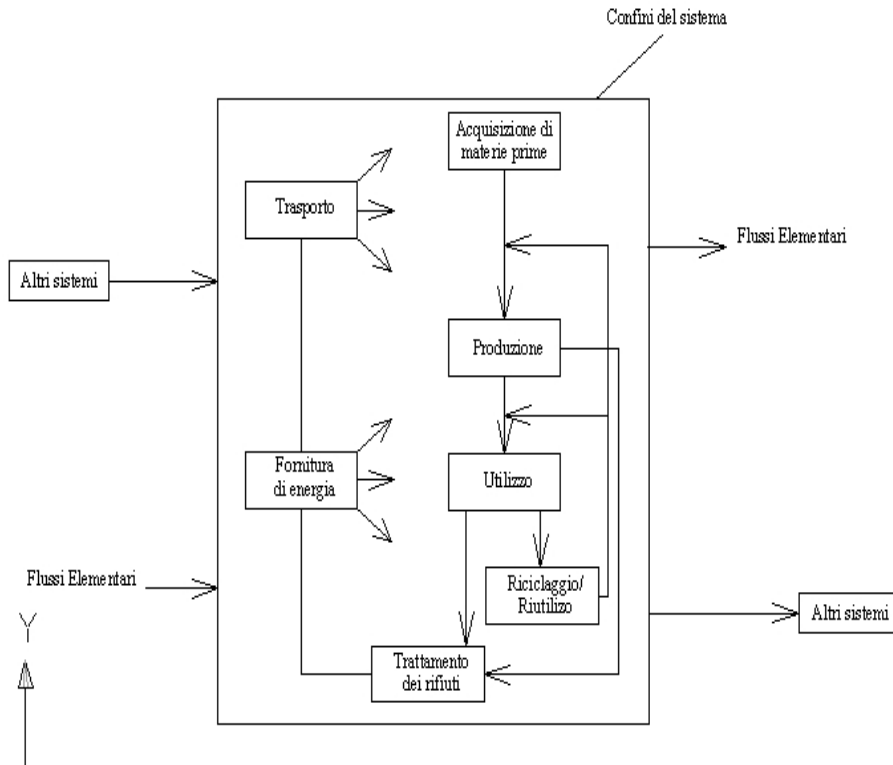 Confini del sistema
Acquisizione di
materie prime
Trasporto
Flussi Elementari
Altri sistemi
Produzione
Fornitura
di energia
Utilizzo
Flussi Elementari
Riciclaggio/
Riutilizo
Altri sistemi
Y
Trattamento
dei rifiuti